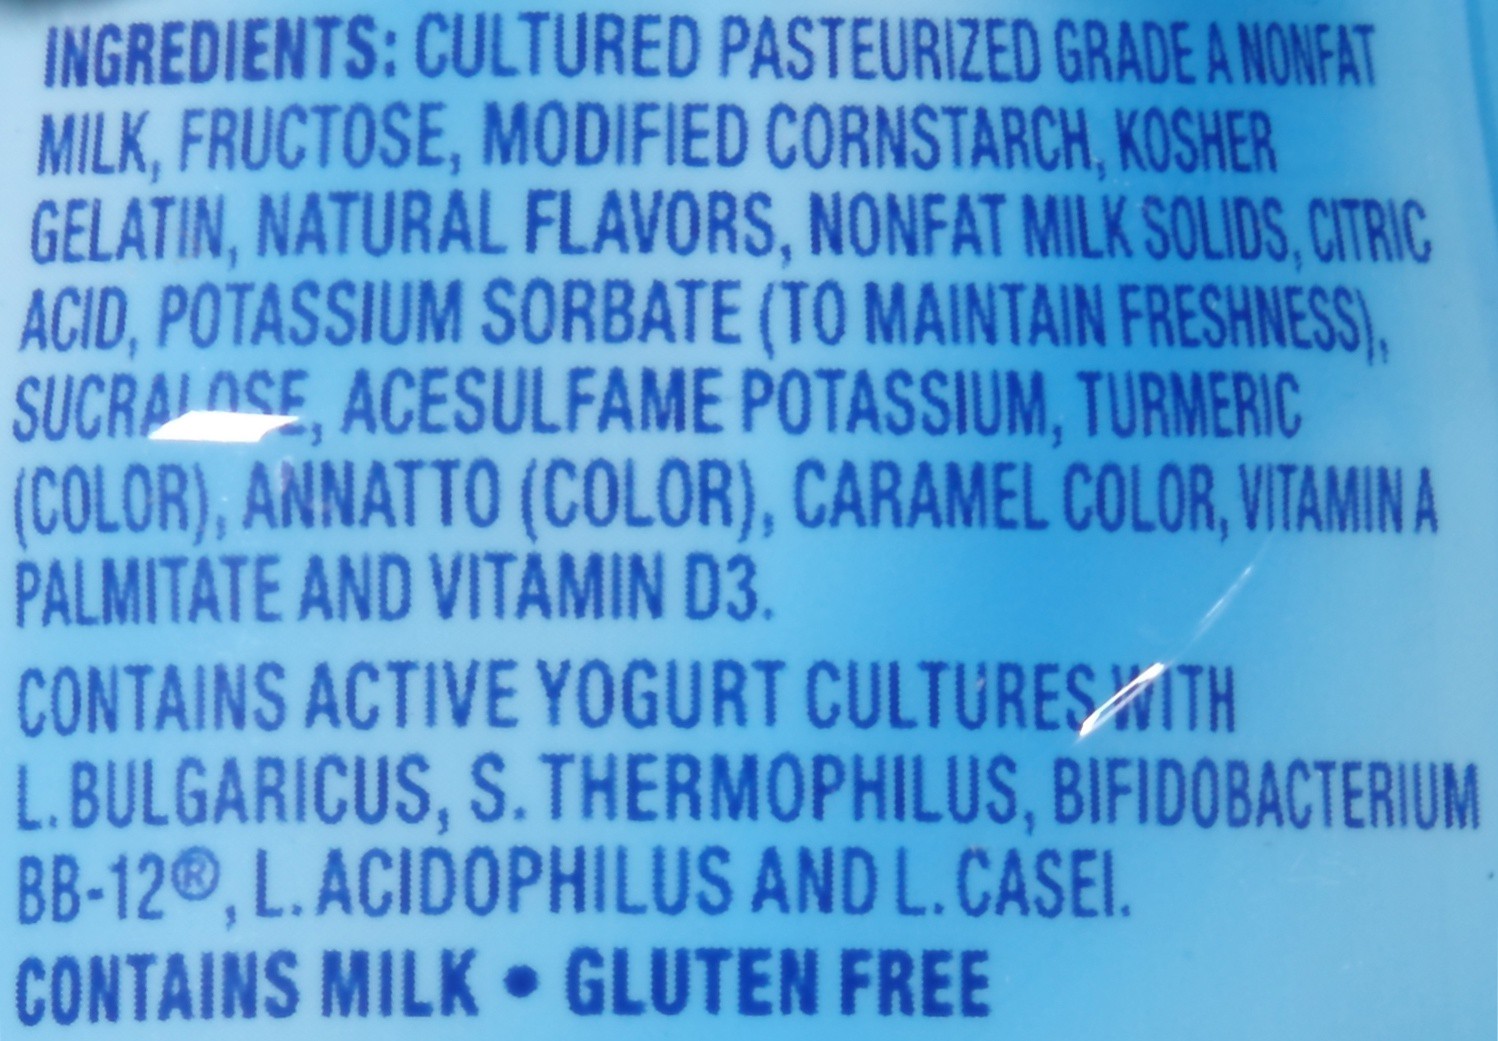 INGREDIENTS: CULTURED PASTEURIZED GRADE A NONFAT
MILK, FRUCTOSE, MODIFIED CORNSTARCH, KOSHER
GELATIN, NATURAL FLAVORS, NONFAT MILK SOLIDS, CITRIC
ACID, POTASSIUM SORBATE (TO MAINTAIN FRESHNESS),
SUCRALOSE, ACESULFAME POTASSIUM, TURMERIC
(COLOR), ANNATTO (COLOR), CARAMEL COLOR, VITAMIN A
PALMITATE AND VITAMIN D3.
CONTAINS ACTIVE YOGURT CULTURES WITH
L. BULGARICUS, S. THERMOPHILUS, BIFIDOBACTERIUM
BB-12®, L. ACIDOPHILUS AND L. CASEI.
CONTAINS MILK • GLUTEN FREE